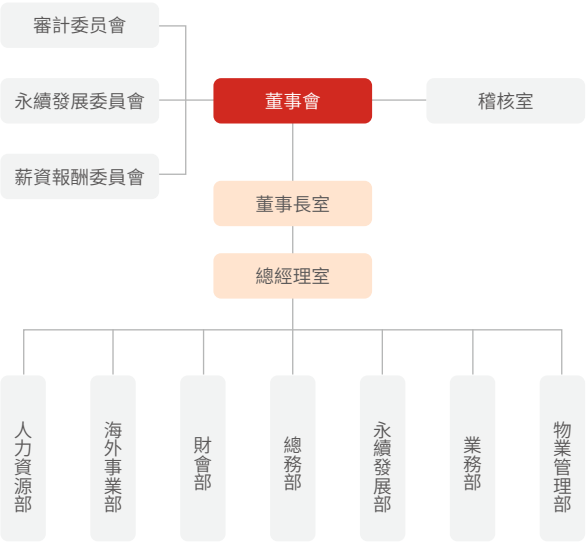 審計委员會
永續發展委員會
董事會
稽核室
薪資報酬委員會
董事長室
總經理室
人力資源部
海外事業部
財會部
總務部
永續發展部
業務部
物業管理部